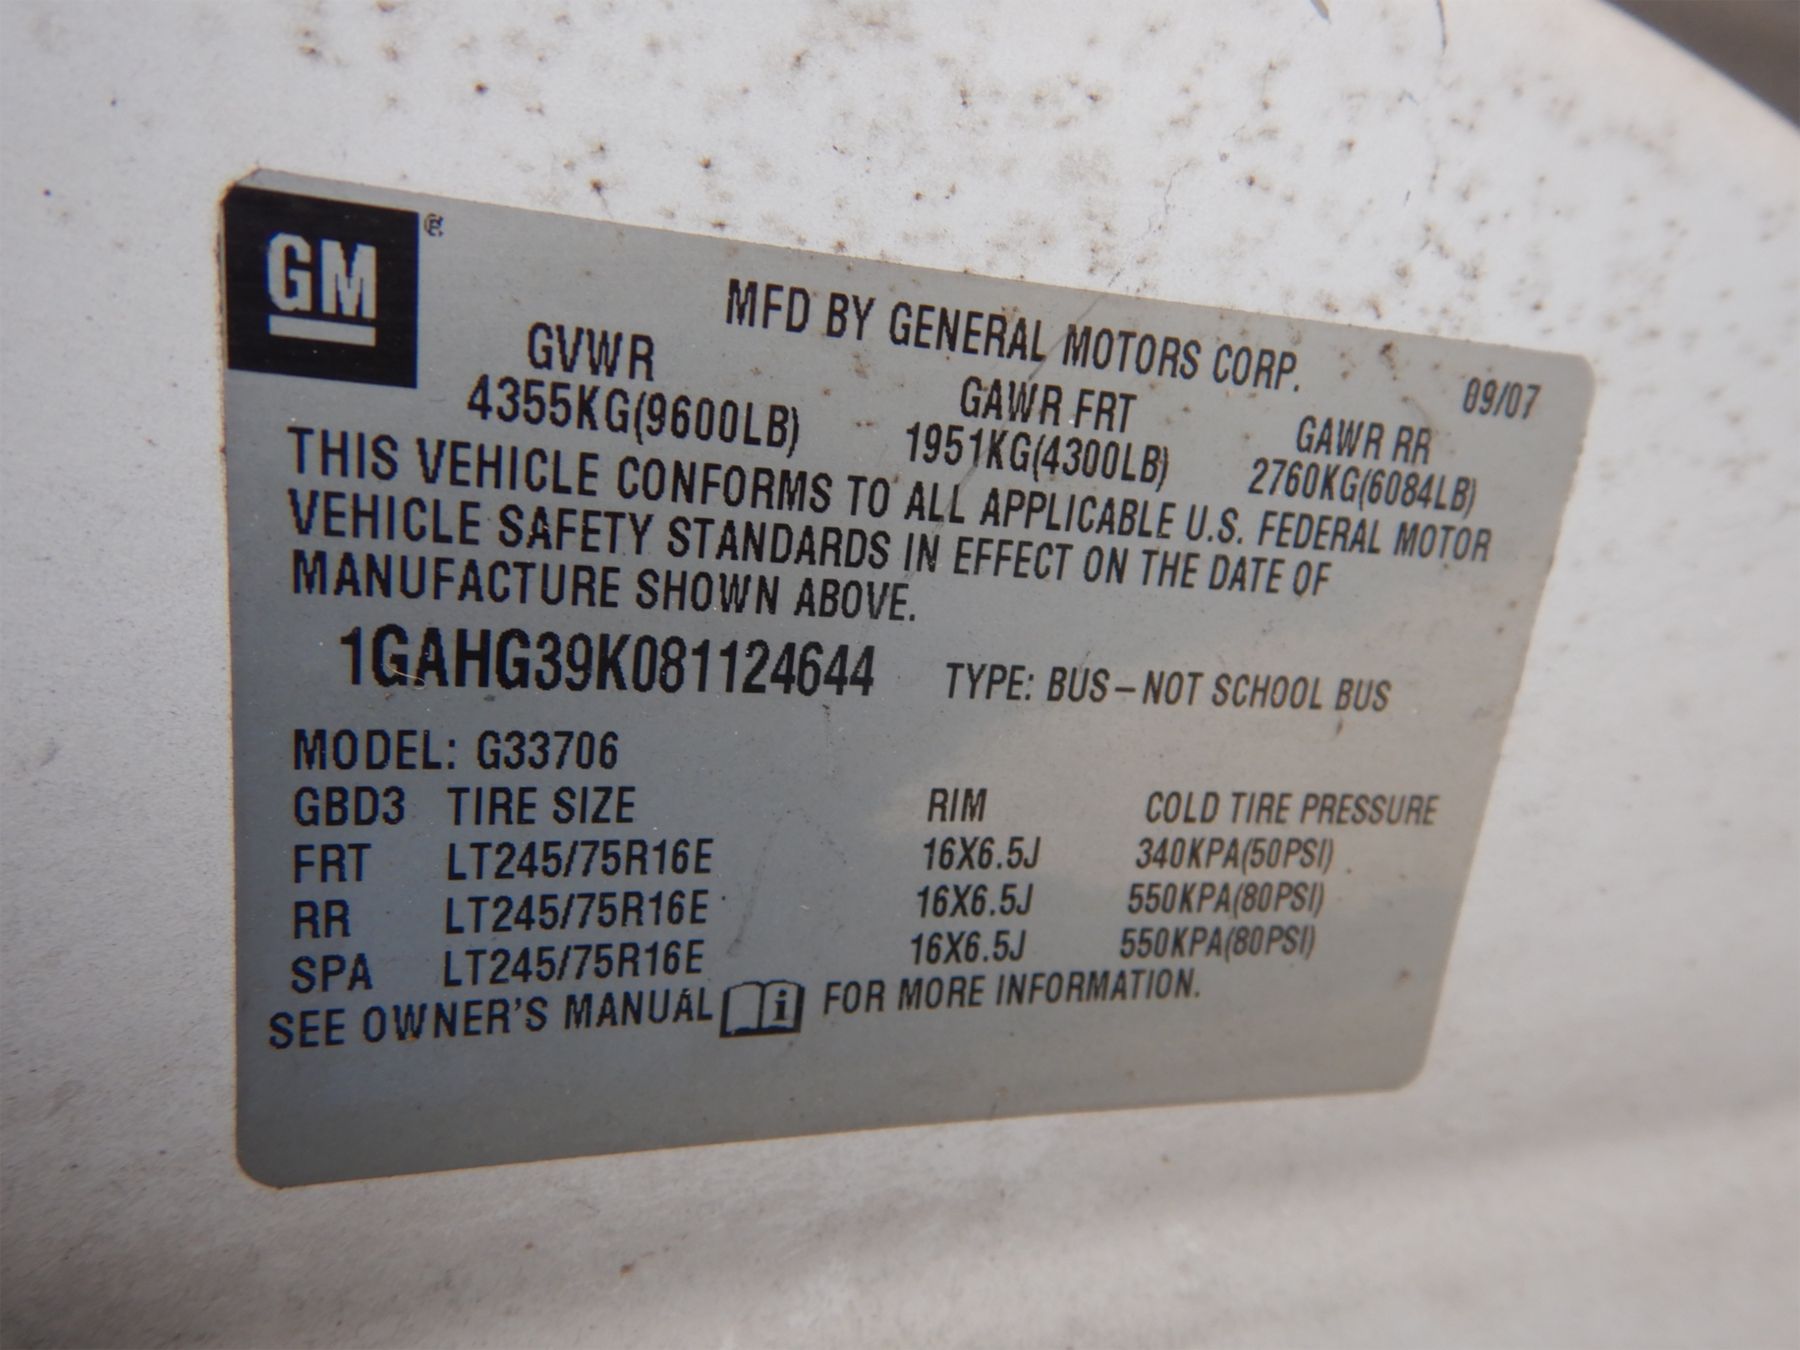 GM
MFD BY GENERAL MOTORS CORP. 09/07
GVWR GAWR FRT GAWR RR
4355KG(9600LB) 1951KG(4300LB) 2760KG(6084LB)
THIS VEHICLE CONFORMS TO ALL APPLICABLE U.S. FEDERAL MOTOR
VEHICLE SAFETY STANDARDS IN EFFECT ON THE DATE OF
MANUFACTURE SHOWN ABOVE.
1GAHG39K081124644 TYPE: BUS – NOT SCHOOL BUS
MODEL: G33706
GBD3 TIRE SIZE RIM COLD TIRE PRESSURE
FRT LT245/75R16E 16X6.5J 340KPA(50PSI)
RR LT245/75R16E 16X6.5J 550KPA(80PSI)
SPA LT245/75R16E 16X6.5J 550KPA(80PSI)
SEE OWNER'S MANUAL i FOR MORE INFORMATION.